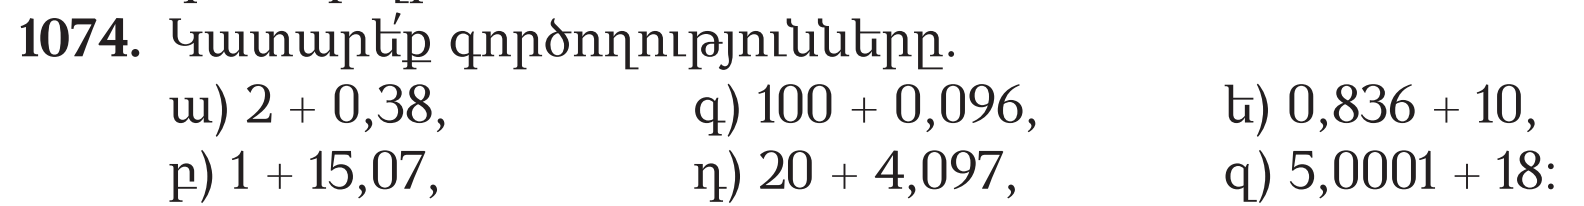 1074. Կատարե՛ք գործողությունները.
ա) 2 + 0,38, գ) 100 + 0,096, ե) 0,836 + 10,
բ) 1 + 15,07, դ) 20 + 4,097, զ) 5,0001 + 18: